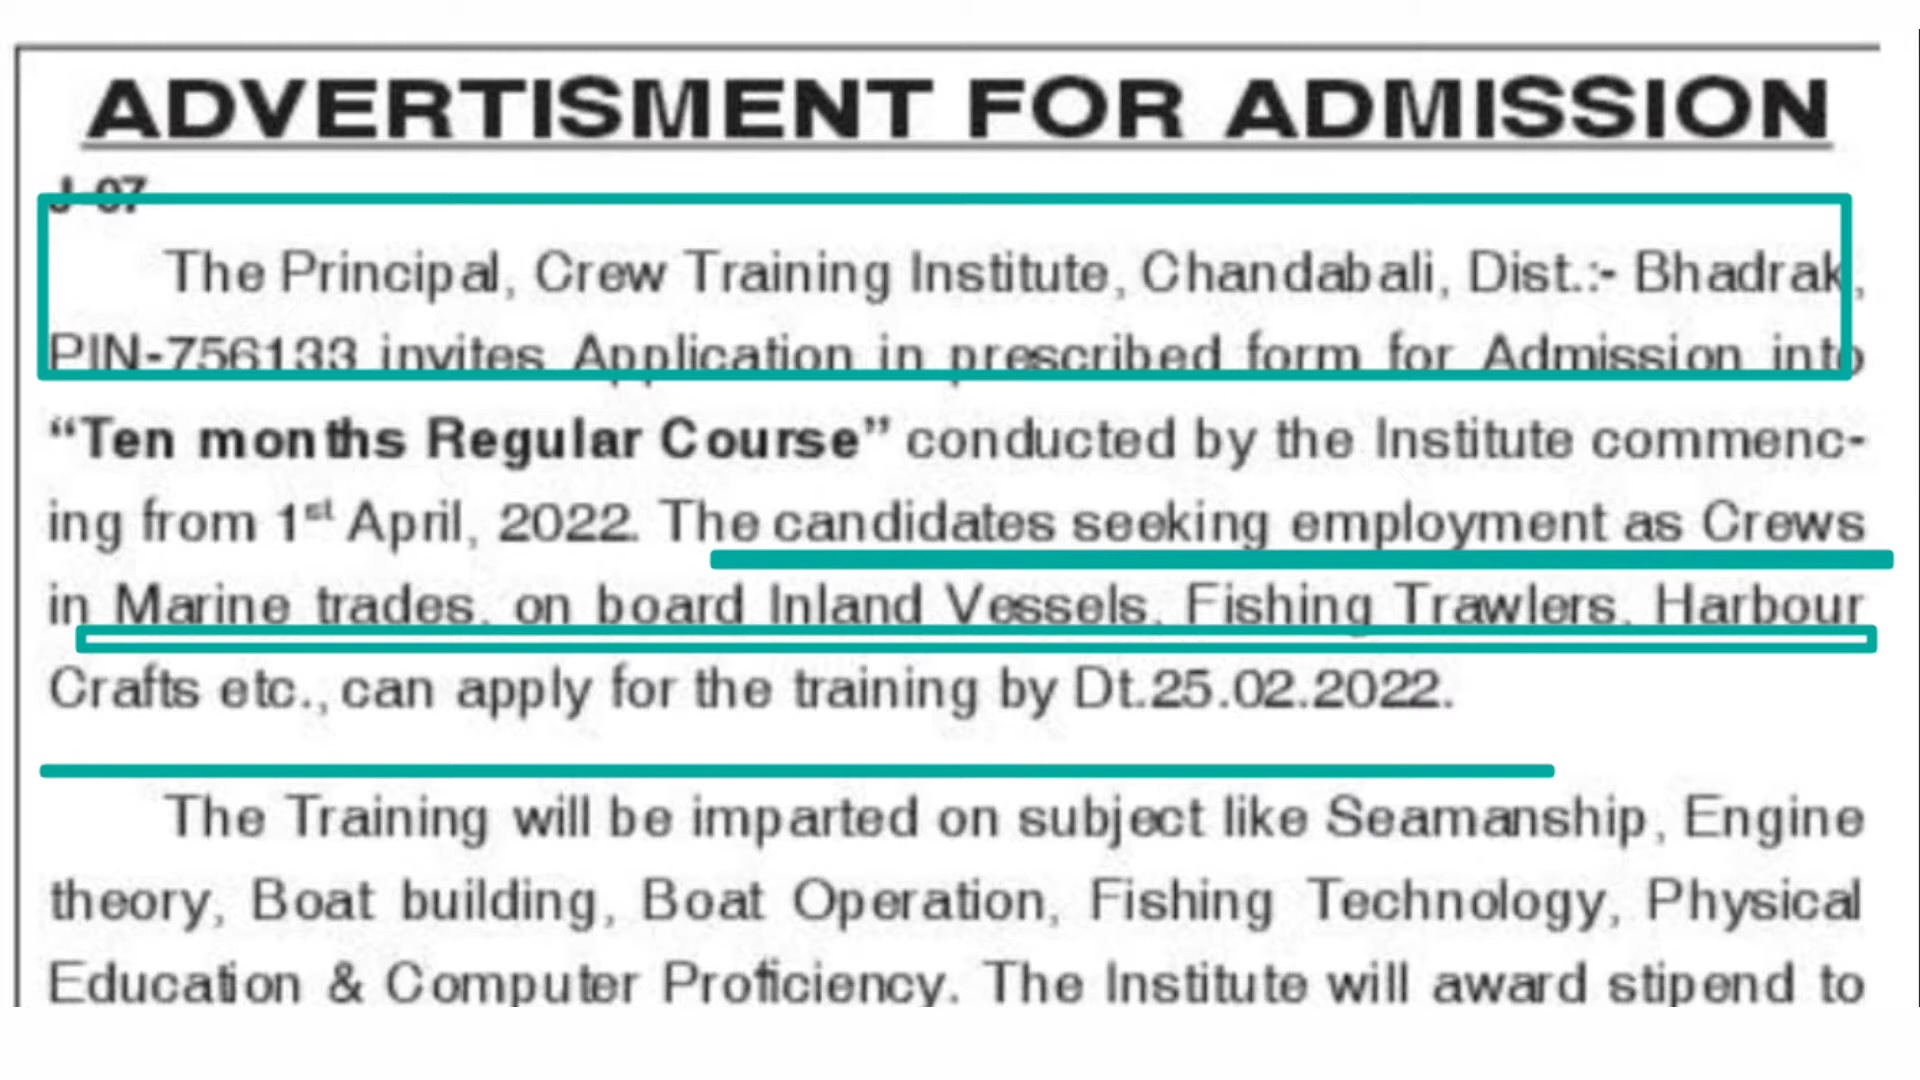 ADVERTISMENT FOR ADMISSION
J-07
The Principal, Crew Training Institute, Chandabali, Dist.:- Bhadrak,
PIN-756133 invites Application in prescribed form for Admission into
“Ten months Regular Course” conducted by the Institute commenc-
ing from 1st April, 2022. The candidates seeking employment as Crews
in Marine trades, on board Inland Vessels, Fishing Trawlers, Harbour
Crafts etc., can apply for the training by Dt.25.02.2022.
The Training will be imparted on subject like Seamanship, Engine
theory, Boat building, Boat Operation, Fishing Technology, Physical
Education & Computer Proficiency. The Institute will award stipend to